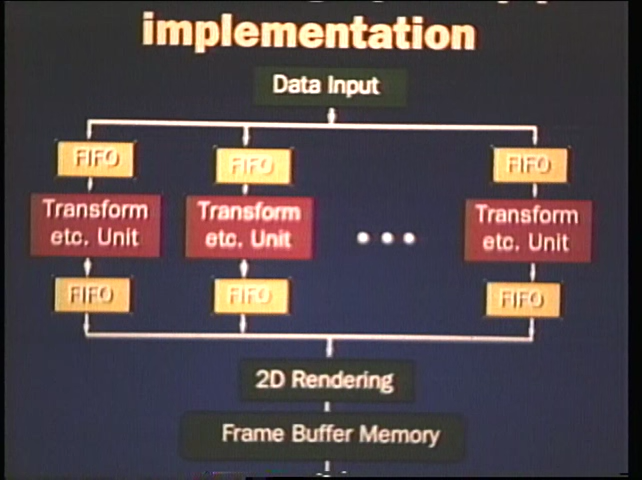 implementation
Data Input
FIFO FIFO FIFO
Transform Transform Transform
etc. Unit etc. Unit ••• etc. Unit
FIFO FIFO FIFO
2D Rendering
Frame Buffer Memory